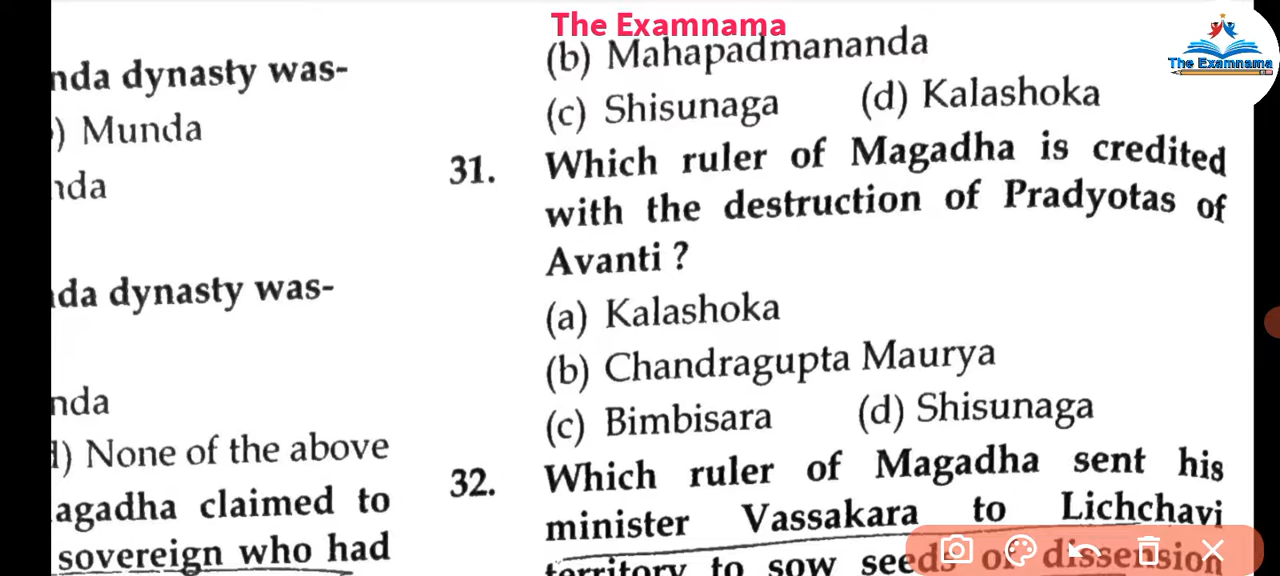 The Examnama
The Examnama
nda dynasty was-
) Munda
nda
da dynasty was-
nda
) None of the above
agadha claimed to
sovereign who had
(b) Mahapadmananda
(c) Shisunaga (d) Kalashoka
31. Which ruler of Magadha is credited
with the destruction of Pradyotas of
Avanti ?
(a) Kalashoka
(b) Chandragupta Maurya
(c) Bimbisara (d) Shisunaga
32. Which ruler of Magadha sent his
minister Vassakara to Lichchavi
territory to sow seeds of dissension